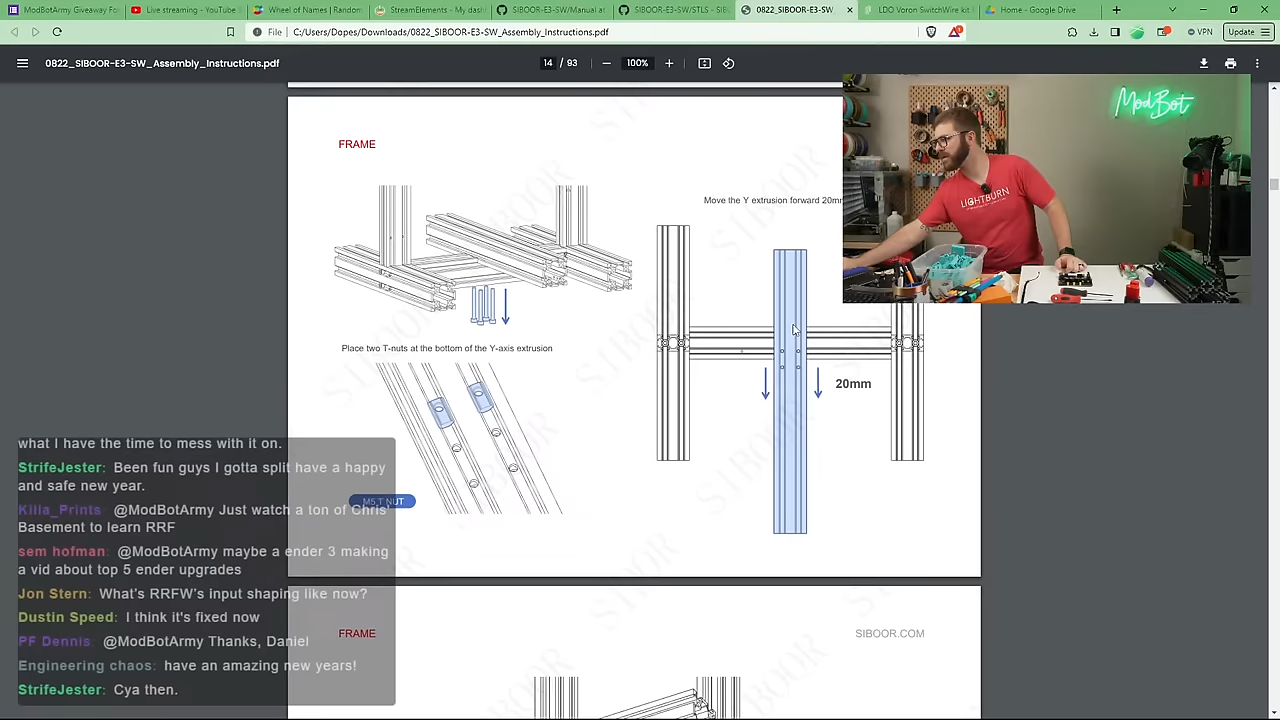 ModBotArmy Giveaway Fo
Live streaming - YouTube S
Wheel of Names | Random
StreamElements - My dash
SIBOOR-E3-SW/Manual at
SIBOOR-E3-SW/STLS - SIB
0822_SIBOOR-E3-SW
LDO Voron SwitchWire kit
Home - Google Drive
File
C:/Users/Dopes/Downloads/0822_SIBOOR-E3-SW_Assembly_Instructions.pdf
VPN
Update
0822_SIBOOR-E3-SW_Assembly_Instructions.pdf
14 / 93
100%
FRAME
Move the Y extrusion forward 20m
ModBot
LIGHTBURN
Place two T-nuts at the bottom of the Y-axis extrusion
20mm
M5 T NUT
what I have the time to mess with it on.
StrifeJester: Been fun guys I gotta split have a happy
and safe new year.
Killa_Prints: @ModBotArmy Just watch a ton of Chris'
Basement to learn RRF
sem hofman: @ModBotArmy maybe a ender 3 making
a vid about top 5 ender upgrades
Jon Stern: What's RRFW's input shaping like now?
Dustin Speed: I think it's fixed now
PF Dennis: @ModBotArmy Thanks, Daniel
Engineering chaos: have an amazing new years!
StrifeJester: Cya then.
FRAME
SIBOOR.COM
SIBOOR